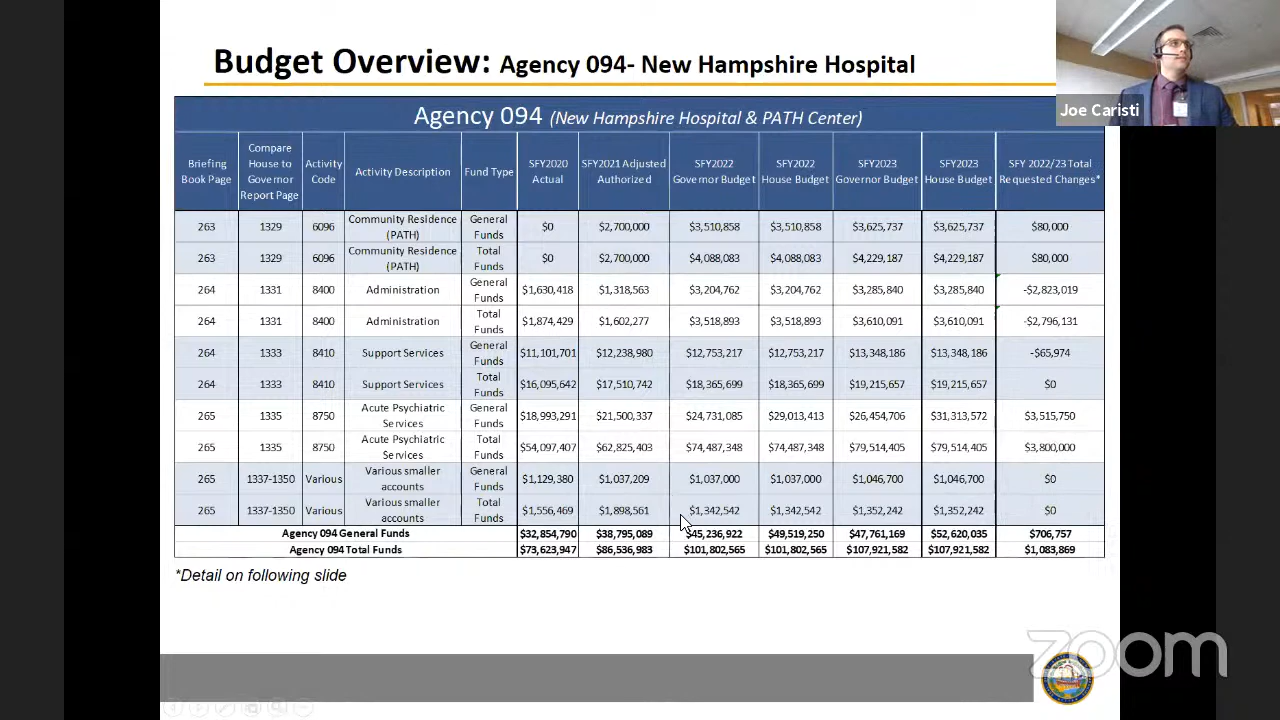 Budget Overview: Agency 094- New Hampshire Hospital
Joe Caristi
Agency 094 (New Hampshire Hospital & PATH Center)
Briefing Book Page | Compare House to Governor Report Page | Activity Code | Activity Description | Fund Type | SFY2020 Actual | SFY2021 Adjusted Authorized | SFY2022 Governor Budget | SFY2022 House Budget | SFY2023 Governor Budget | SFY2023 House Budget | SFY 2022/23 Total Requested Changes*
263 | 1329 | 6096 | Community Residence (PATH) | General Funds | $0 | $2,700,000 | $3,510,858 | $3,510,858 | $3,625,737 | $3,625,737 | $80,000
263 | 1329 | 6096 | Community Residence (PATH) | Total Funds | $0 | $2,700,000 | $4,088,083 | $4,088,083 | $4,229,187 | $4,229,187 | $80,000
264 | 1331 | 8400 | Administration | General Funds | $1,630,418 | $1,318,563 | $3,204,762 | $3,204,762 | $3,285,840 | $3,285,840 | -$2,823,019
264 | 1331 | 8400 | Administration | Total Funds | $1,874,429 | $1,602,277 | $3,518,893 | $3,518,893 | $3,610,091 | $3,610,091 | -$2,796,131
264 | 1333 | 8410 | Support Services | General Funds | $11,101,701 | $12,238,980 | $12,753,217 | $12,753,217 | $13,348,186 | $13,348,186 | -$65,974
264 | 1333 | 8410 | Support Services | Total Funds | $16,095,642 | $17,510,742 | $18,365,699 | $18,365,699 | $19,215,657 | $19,215,657 | $0
265 | 1335 | 8750 | Acute Psychiatric Services | General Funds | $18,993,291 | $21,500,337 | $24,731,085 | $29,013,413 | $26,454,706 | $31,313,572 | $3,515,750
265 | 1335 | 8750 | Acute Psychiatric Services | Total Funds | $54,097,407 | $62,825,403 | $74,487,348 | $74,487,348 | $79,514,405 | $79,514,405 | $3,800,000
265 | 1337-1350 | Various | Various smaller accounts | General Funds | $1,129,380 | $1,037,209 | $1,037,000 | $1,037,000 | $1,046,700 | $1,046,700 | $0
265 | 1337-1350 | Various | Various smaller accounts | Total Funds | $1,556,469 | $1,898,561 | $1,342,542 | $1,342,542 | $1,352,242 | $1,352,242 | $0
Agency 094 General Funds | $32,854,790 | $38,795,089 | $45,236,922 | $49,519,250 | $47,761,169 | $52,620,035 | $706,757
Agency 094 Total Funds | $73,623,947 | $86,536,983 | $101,802,565 | $101,802,565 | $107,921,582 | $107,921,582 | $1,083,869
*Detail on following slide
zoom